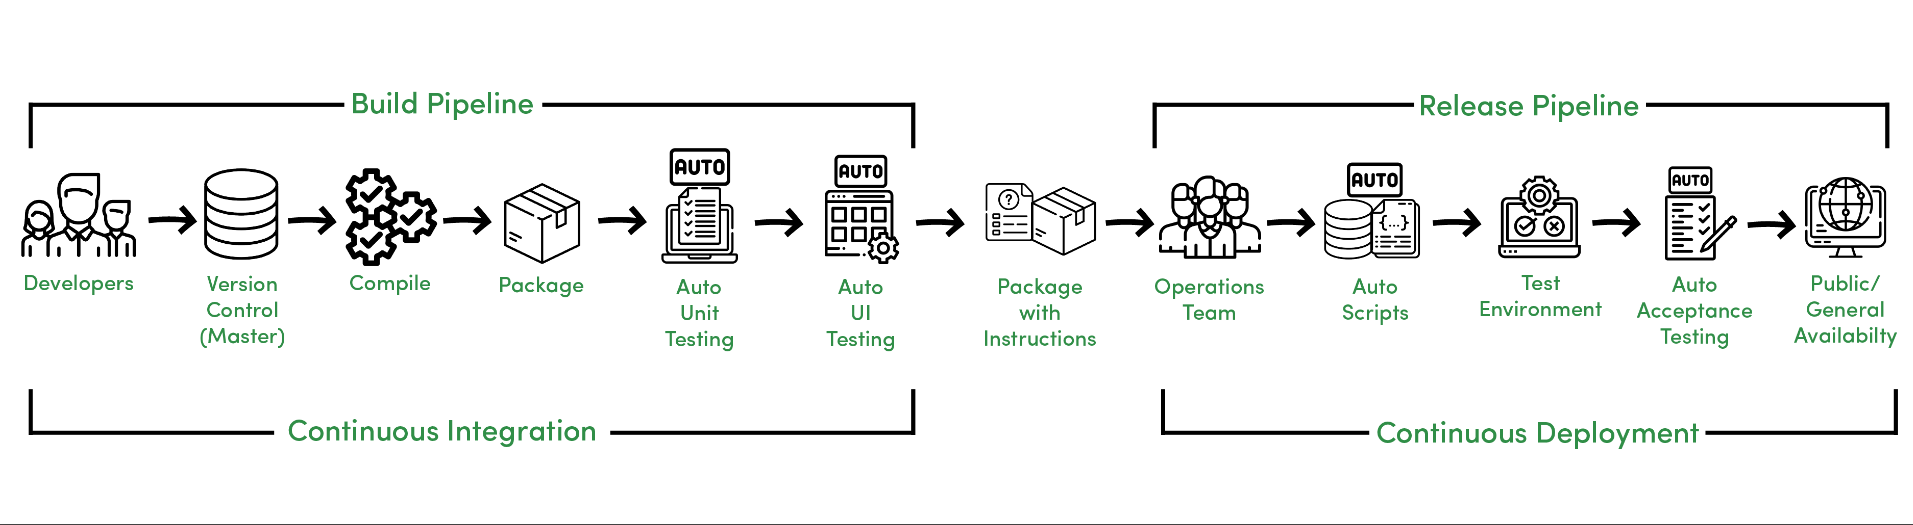 Build Pipeline
Release Pipeline
AUTO
AUTO
AUTO
AUTO
?
{...}
Developers
Version
Control
(Master)
Compile
Package
Auto
Unit
Testing
Auto
UI
Testing
Package
with
Instructions
Operations
Team
Auto
Scripts
Test
Environment
Auto
Acceptance
Testing
Public/
General
Availabilty
Continuous Integration
Continuous Deployment